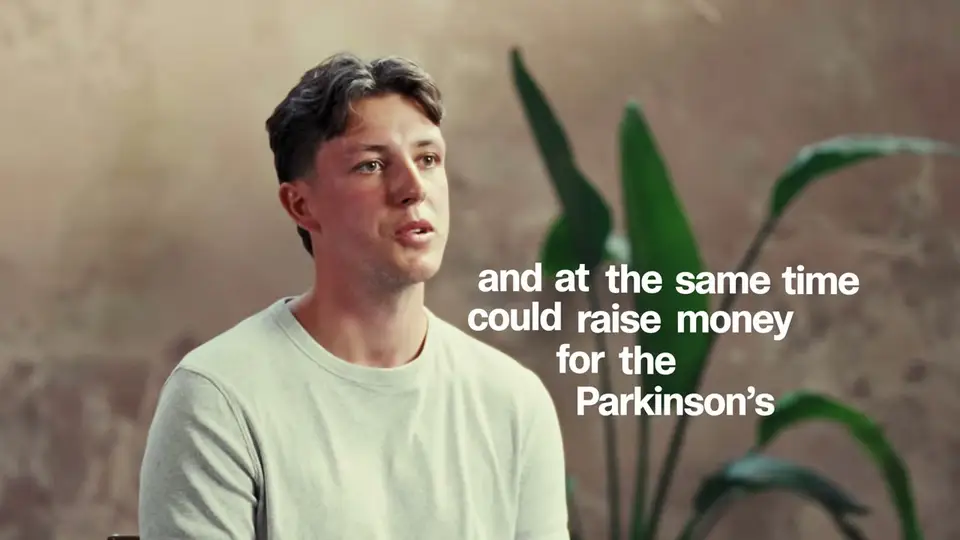 and at the same time
could raise money
for the
Parkinson’s